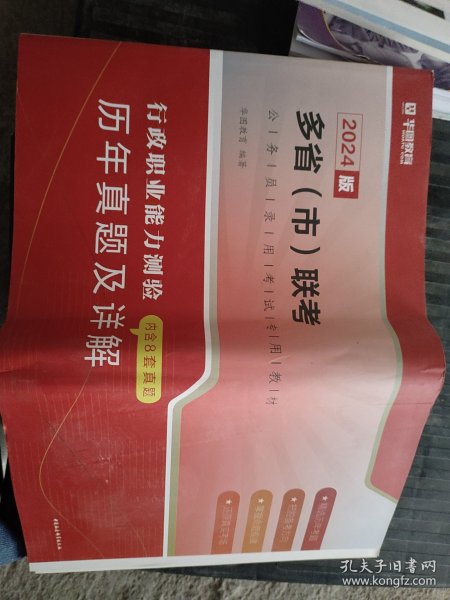 华图教育
2024版
多省（市）联考
公务员录用考试专用教材
华图教育 编著
行政职业能力测验
内含8套真题
历年真题及详解
孔夫子旧书网
www.kongfz.com